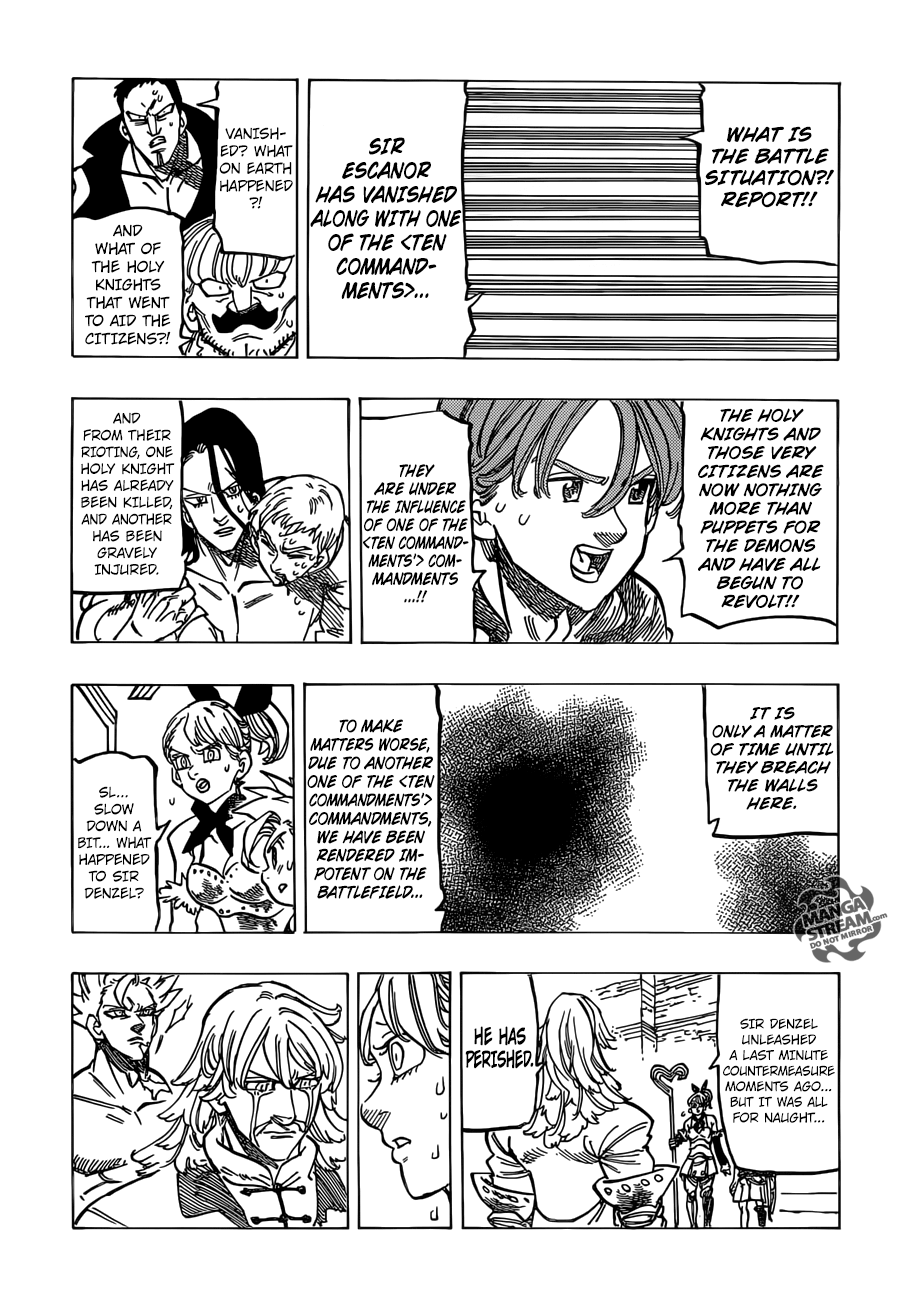 WHAT IS
THE BATTLE
SITUATION?!
REPORT!!
SIR
ESCANOR
HAS VANISHED
ALONG WITH ONE
OF THE <TEN
COMMAND-
MENTS>...
VANISH-
ED? WHAT
ON EARTH
HAPPENED
?!
AND
WHAT OF
THE HOLY
KNIGHTS
THAT WENT
TO AID THE
CITIZENS?!
THE HOLY
KNIGHTS AND
THOSE VERY
CITIZENS ARE
NOW NOTHING
MORE THAN
PUPPETS FOR
THE DEMONS
AND HAVE ALL
BEGUN TO
REVOLT!!
THEY
ARE UNDER
THE INFLUENCE
OF ONE OF THE
<TEN COMMAND-
MENTS'> COM-
MANDMENTS
...!!
AND
FROM THEIR
RIOTING, ONE
HOLY KNIGHT
HAS ALREADY
BEEN KILLED,
AND ANOTHER
HAS BEEN
GRAVELY
INJURED.
IT IS
ONLY A MATTER
OF TIME UNTIL
THEY BREACH
THE WALLS
HERE.
TO MAKE
MATTERS WORSE,
DUE TO ANOTHER
ONE OF THE <TEN
COMMANDMENTS'>
COMMANDMENTS,
WE HAVE BEEN
RENDERED IM-
POTENT ON THE
BATTLEFIELD...
SL...
SLOW
DOWN A
BIT... WHAT
HAPPENED
TO SIR
DENZEL?
MANGA
STREAM.com
DO NOT MIRROR
SIR DENZEL
UNLEASHED
A LAST MINUTE
COUNTERMEASURE
MOMENTS AGO...
BUT IT WAS ALL
FOR NAUGHT...
HE HAS
PERISHED.